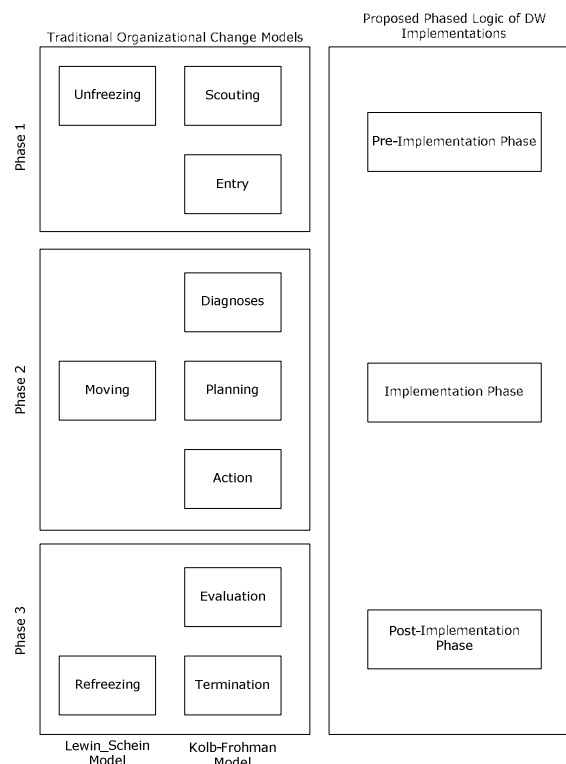 Traditional Organizational Change Models
Proposed Phased Logic of DW
Implementations
Phase 1
Unfreezing
Scouting
Entry
Pre-Implementation Phase
Phase 2
Diagnoses
Moving
Planning
Action
Implementation Phase
Phase 3
Evaluation
Refreezing
Termination
Post-Implementation
Phase
Lewin_Schein
Model
Kolb-Frohman
Model